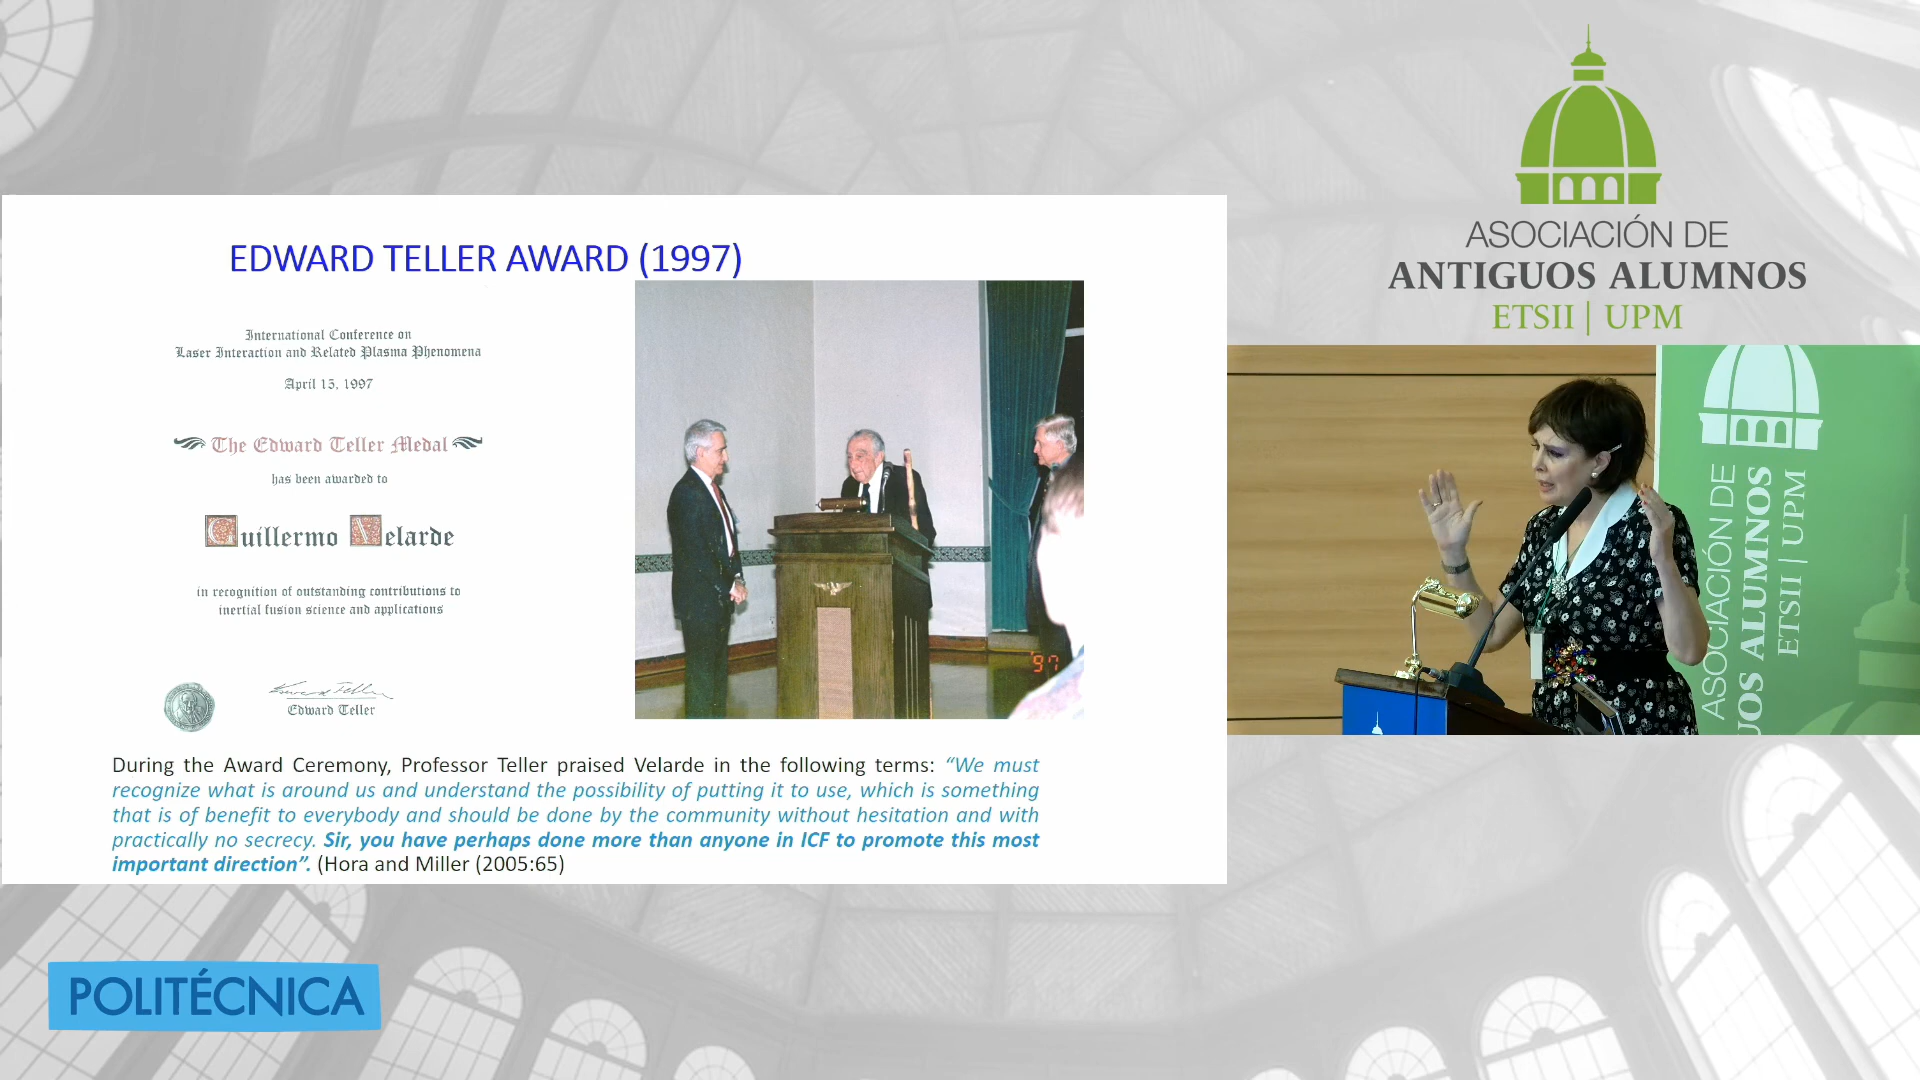 EDWARD TELLER AWARD (1997)
International Conference on
Laser Interaction and Related Plasma Phenomena
April 15, 1997
The Edward Teller Medal
has been awarded to
Guillermo Velarde
in recognition of outstanding contributions to
inertial fusion science and applications
Edward Teller
Edward Teller
'97
During the Award Ceremony, Professor Teller praised Velarde in the following terms: “We must
recognize what is around us and understand the possibility of putting it to use, which is something
that is of benefit to everybody and should be done by the community without hesitation and with
practically no secrecy. Sir, you have perhaps done more than anyone in ICF to promote this most
important direction”. (Hora and Miller (2005:65)
ASOCIACIÓN DE
ANTIGUOS ALUMNOS
ETSII | UPM
ASOCIACIÓN DE
OS ALUMNOS
ETSII | UPM
POLITÉCNICA